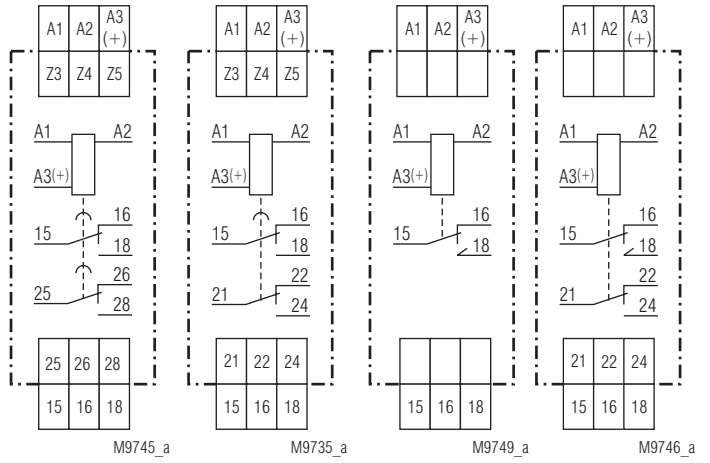 A1 A2 A3 (+)
Z3 Z4 Z5
A1 A2
A3(+)
16
15
18
26
25
28
25 26 28
15 16 18
M9745_a
A1 A2 A3 (+)
Z3 Z4 Z5
A1 A2
A3(+)
16
15
18
22
21
24
21 22 24
15 16 18
M9735_a
A1 A2 A3 (+)
A1 A2
A3(+)
16
15
18
15 16 18
M9749_a
A1 A2 A3 (+)
A1 A2
A3(+)
16
15
18
22
21
24
21 22 24
15 16 18
M9746_a